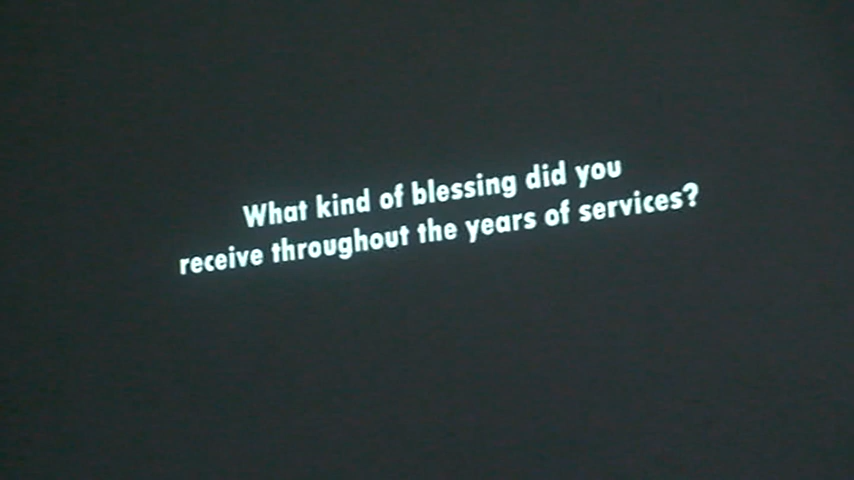 What kind of blessing did you
receive throughout the years of services?